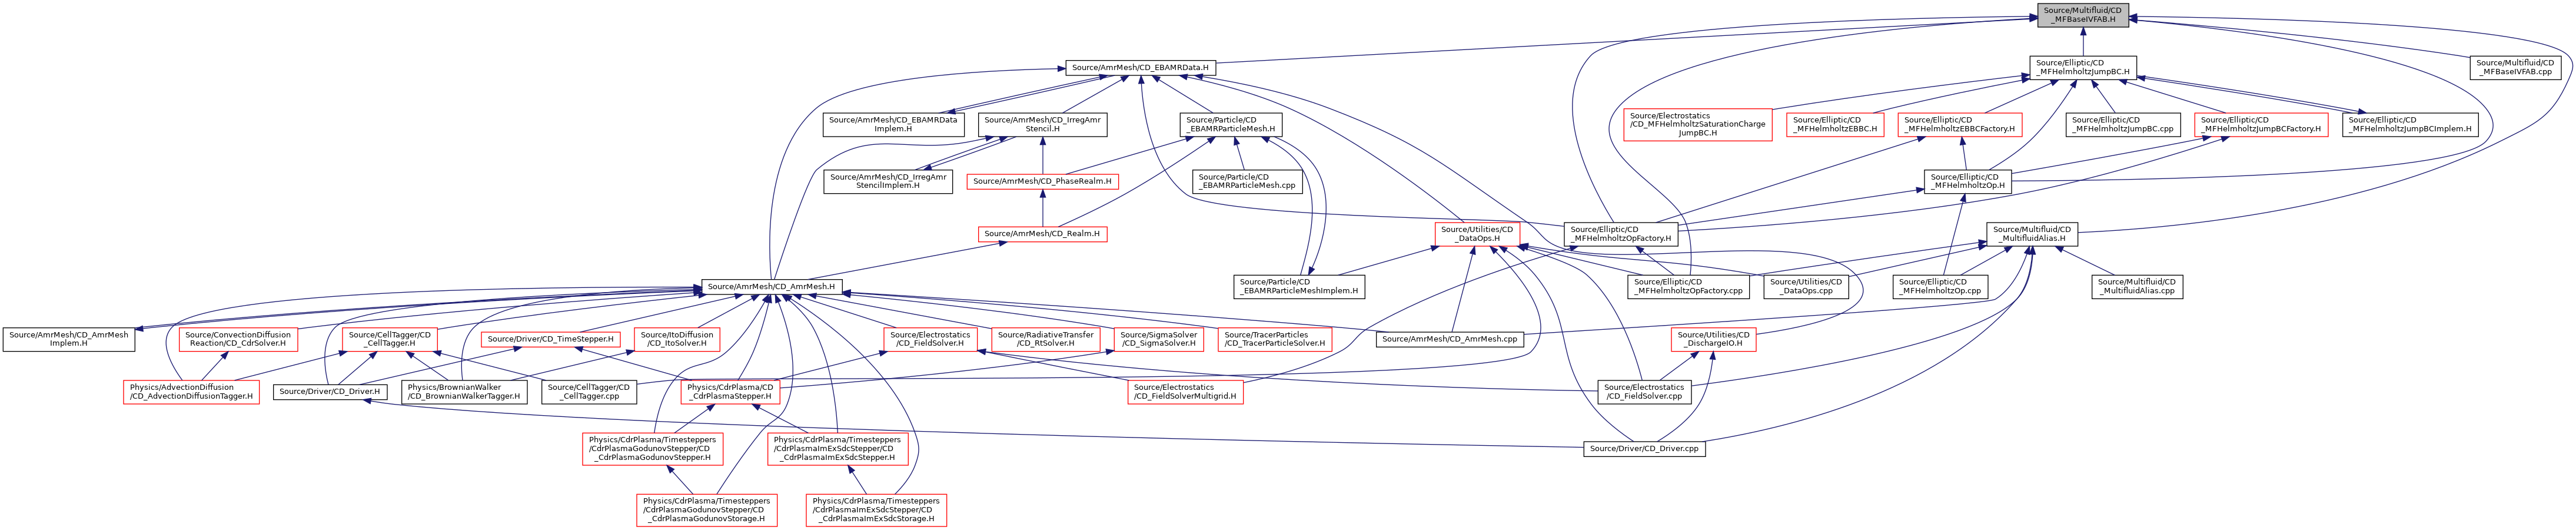 Source/Multifluid/CD
_MFBaseIVFAB.H
Source/AmrMesh/CD_EBAMRData.H
Source/Elliptic/CD
_MFHelmholtzJumpBC.H
Source/Multifluid/CD
_MFBaseIVFAB.cpp
Source/AmrMesh/CD_EBAMRData
Implem.H
Source/AmrMesh/CD_IrregAmr
Stencil.H
Source/Particle/CD
_EBAMRParticleMesh.H
Source/Electrostatics
/CD_MFHelmholtzSaturationCharge
JumpBC.H
Source/Elliptic/CD
_MFHelmholtzEBBC.H
Source/Elliptic/CD
_MFHelmholtzEBBCFactory.H
Source/Elliptic/CD
_MFHelmholtzJumpBC.cpp
Source/Elliptic/CD
_MFHelmholtzJumpBCFactory.H
Source/Elliptic/CD
_MFHelmholtzJumpBCImplem.H
Source/AmrMesh/CD_IrregAmr
StencilImplem.H
Source/AmrMesh/CD_PhaseRealm.H
Source/Particle/CD
_EBAMRParticleMesh.cpp
Source/Elliptic/CD
_MFHelmholtzOp.H
Source/AmrMesh/CD_Realm.H
Source/Utilities/CD
_DataOps.H
Source/Elliptic/CD
_MFHelmholtzOpFactory.H
Source/Multifluid/CD
_MultifluidAlias.H
Source/AmrMesh/CD_AmrMesh.H
Source/Particle/CD
_EBAMRParticleMeshImplem.H
Source/Elliptic/CD
_MFHelmholtzOpFactory.cpp
Source/Utilities/CD
_DataOps.cpp
Source/Elliptic/CD
_MFHelmholtzOp.cpp
Source/Multifluid/CD
_MultifluidAlias.cpp
Source/AmrMesh/CD_AmrMesh
Implem.H
Source/ConvectionDiffusion
Reaction/CD_CdrSolver.H
Source/CellTagger/CD
_CellTagger.H
Source/Driver/CD_TimeStepper.H
Source/ItoDiffusion
/CD_ItoSolver.H
Source/Electrostatics
/CD_FieldSolver.H
Source/RadiativeTransfer
/CD_RtSolver.H
Source/SigmaSolver
/CD_SigmaSolver.H
Source/TracerParticles
/CD_TracerParticleSolver.H
Source/AmrMesh/CD_AmrMesh.cpp
Source/Utilities/CD
_DischargeIO.H
Physics/AdvectionDiffusion
/CD_AdvectionDiffusionTagger.H
Source/Driver/CD_Driver.H
Physics/BrownianWalker
/CD_BrownianWalkerTagger.H
Source/CellTagger/CD
_CellTagger.cpp
Physics/CdrPlasma/CD
_CdrPlasmaStepper.H
Source/Electrostatics
/CD_FieldSolverMultigrid.H
Source/Electrostatics
/CD_FieldSolver.cpp
Physics/CdrPlasma/Timesteppers
/CdrPlasmaGodunovStepper/CD
_CdrPlasmaGodunovStepper.H
Physics/CdrPlasma/Timesteppers
/CdrPlasmaImExSdcStepper/CD
_CdrPlasmaImExSdcStepper.H
Source/Driver/CD_Driver.cpp
Physics/CdrPlasma/Timesteppers
/CdrPlasmaGodunovStepper/CD
_CdrPlasmaGodunovStorage.H
Physics/CdrPlasma/Timesteppers
/CdrPlasmaImExSdcStepper/CD
_CdrPlasmaImExSdcStorage.H